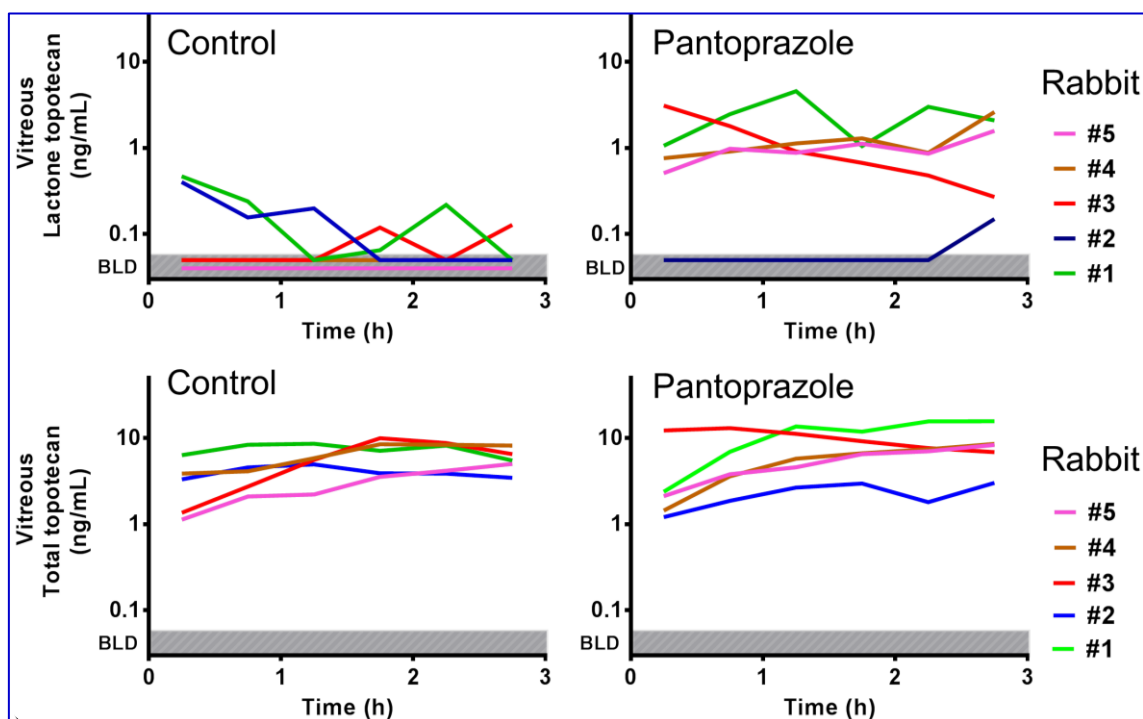 Control
Pantoprazole
Vitreous
Lactone topotecan
(ng/mL)
10
1
0.1
BLD
0
1
2
3
Time (h)
10
1
0.1
BLD
0
1
2
3
Time (h)
Rabbit
#5
#4
#3
#2
#1
Control
Pantoprazole
Vitreous
Total topotecan
(ng/mL)
10
1
0.1
BLD
0
1
2
3
Time (h)
10
1
0.1
BLD
0
1
2
3
Time (h)
Rabbit
#5
#4
#3
#2
#1